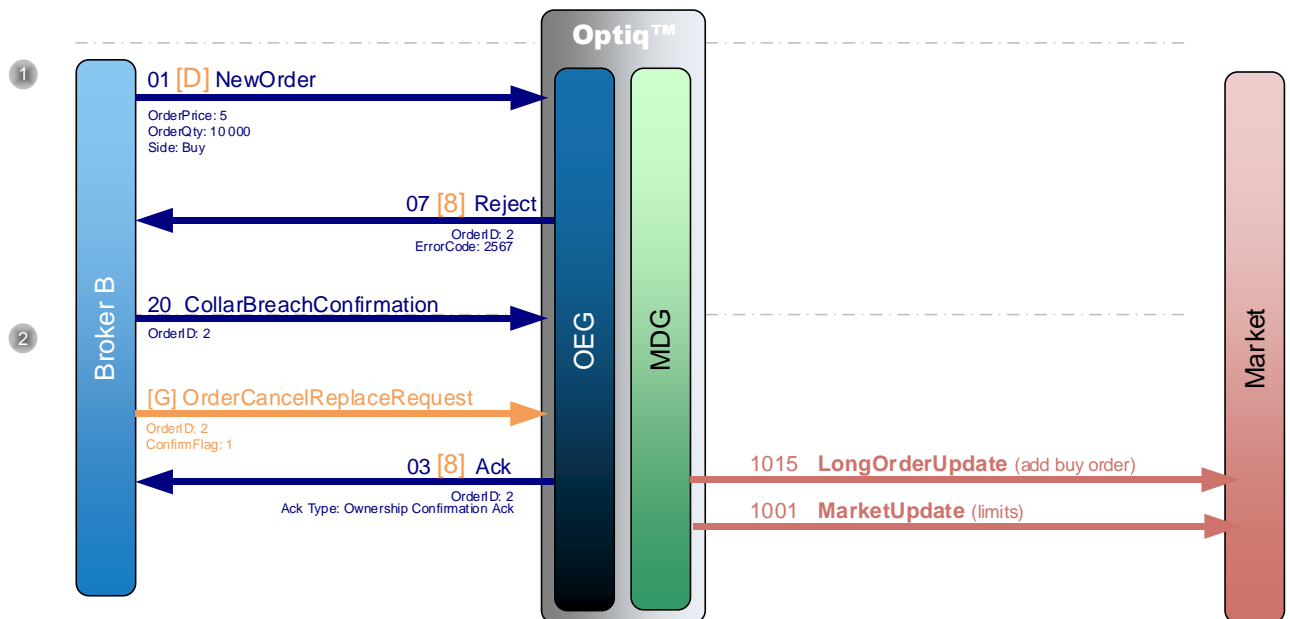 Optiq™
1
01 [D] NewOrder
OrderPrice: 5
OrderQty: 10 000
Side: Buy
07 [8] Reject
OrderID: 2
ErrorCode: 2567
20 CollarBreachConfirmation
OrderID: 2
2
Broker B
OEG
MDG
Market
[G] OrderCancelReplaceRequest
OrderID: 2
ConfirmFlag: 1
03 [8] Ack
OrderID: 2
Ack Type: Ownership Confirmation Ack
1015 LongOrderUpdate (add buy order)
1001 MarketUpdate (limits)